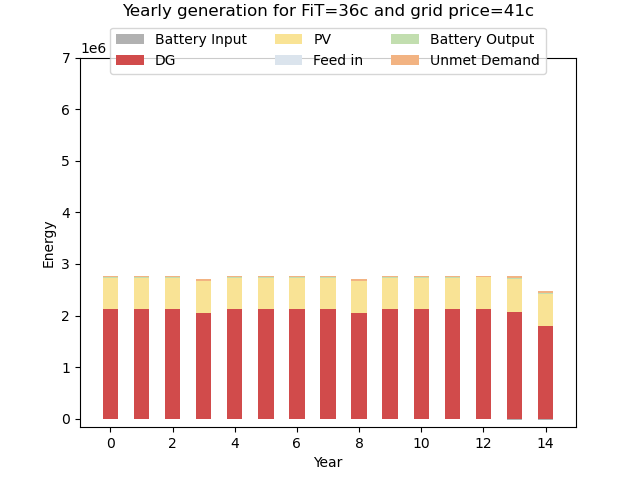 Yearly generation for FiT=36c and grid price=41c
Battery Input PV Battery Output
DG Feed in Unmet Demand
1e6
7
6
5
4
3
2
1
0
Energy
0 2 4 6 8 10 12 14
Year